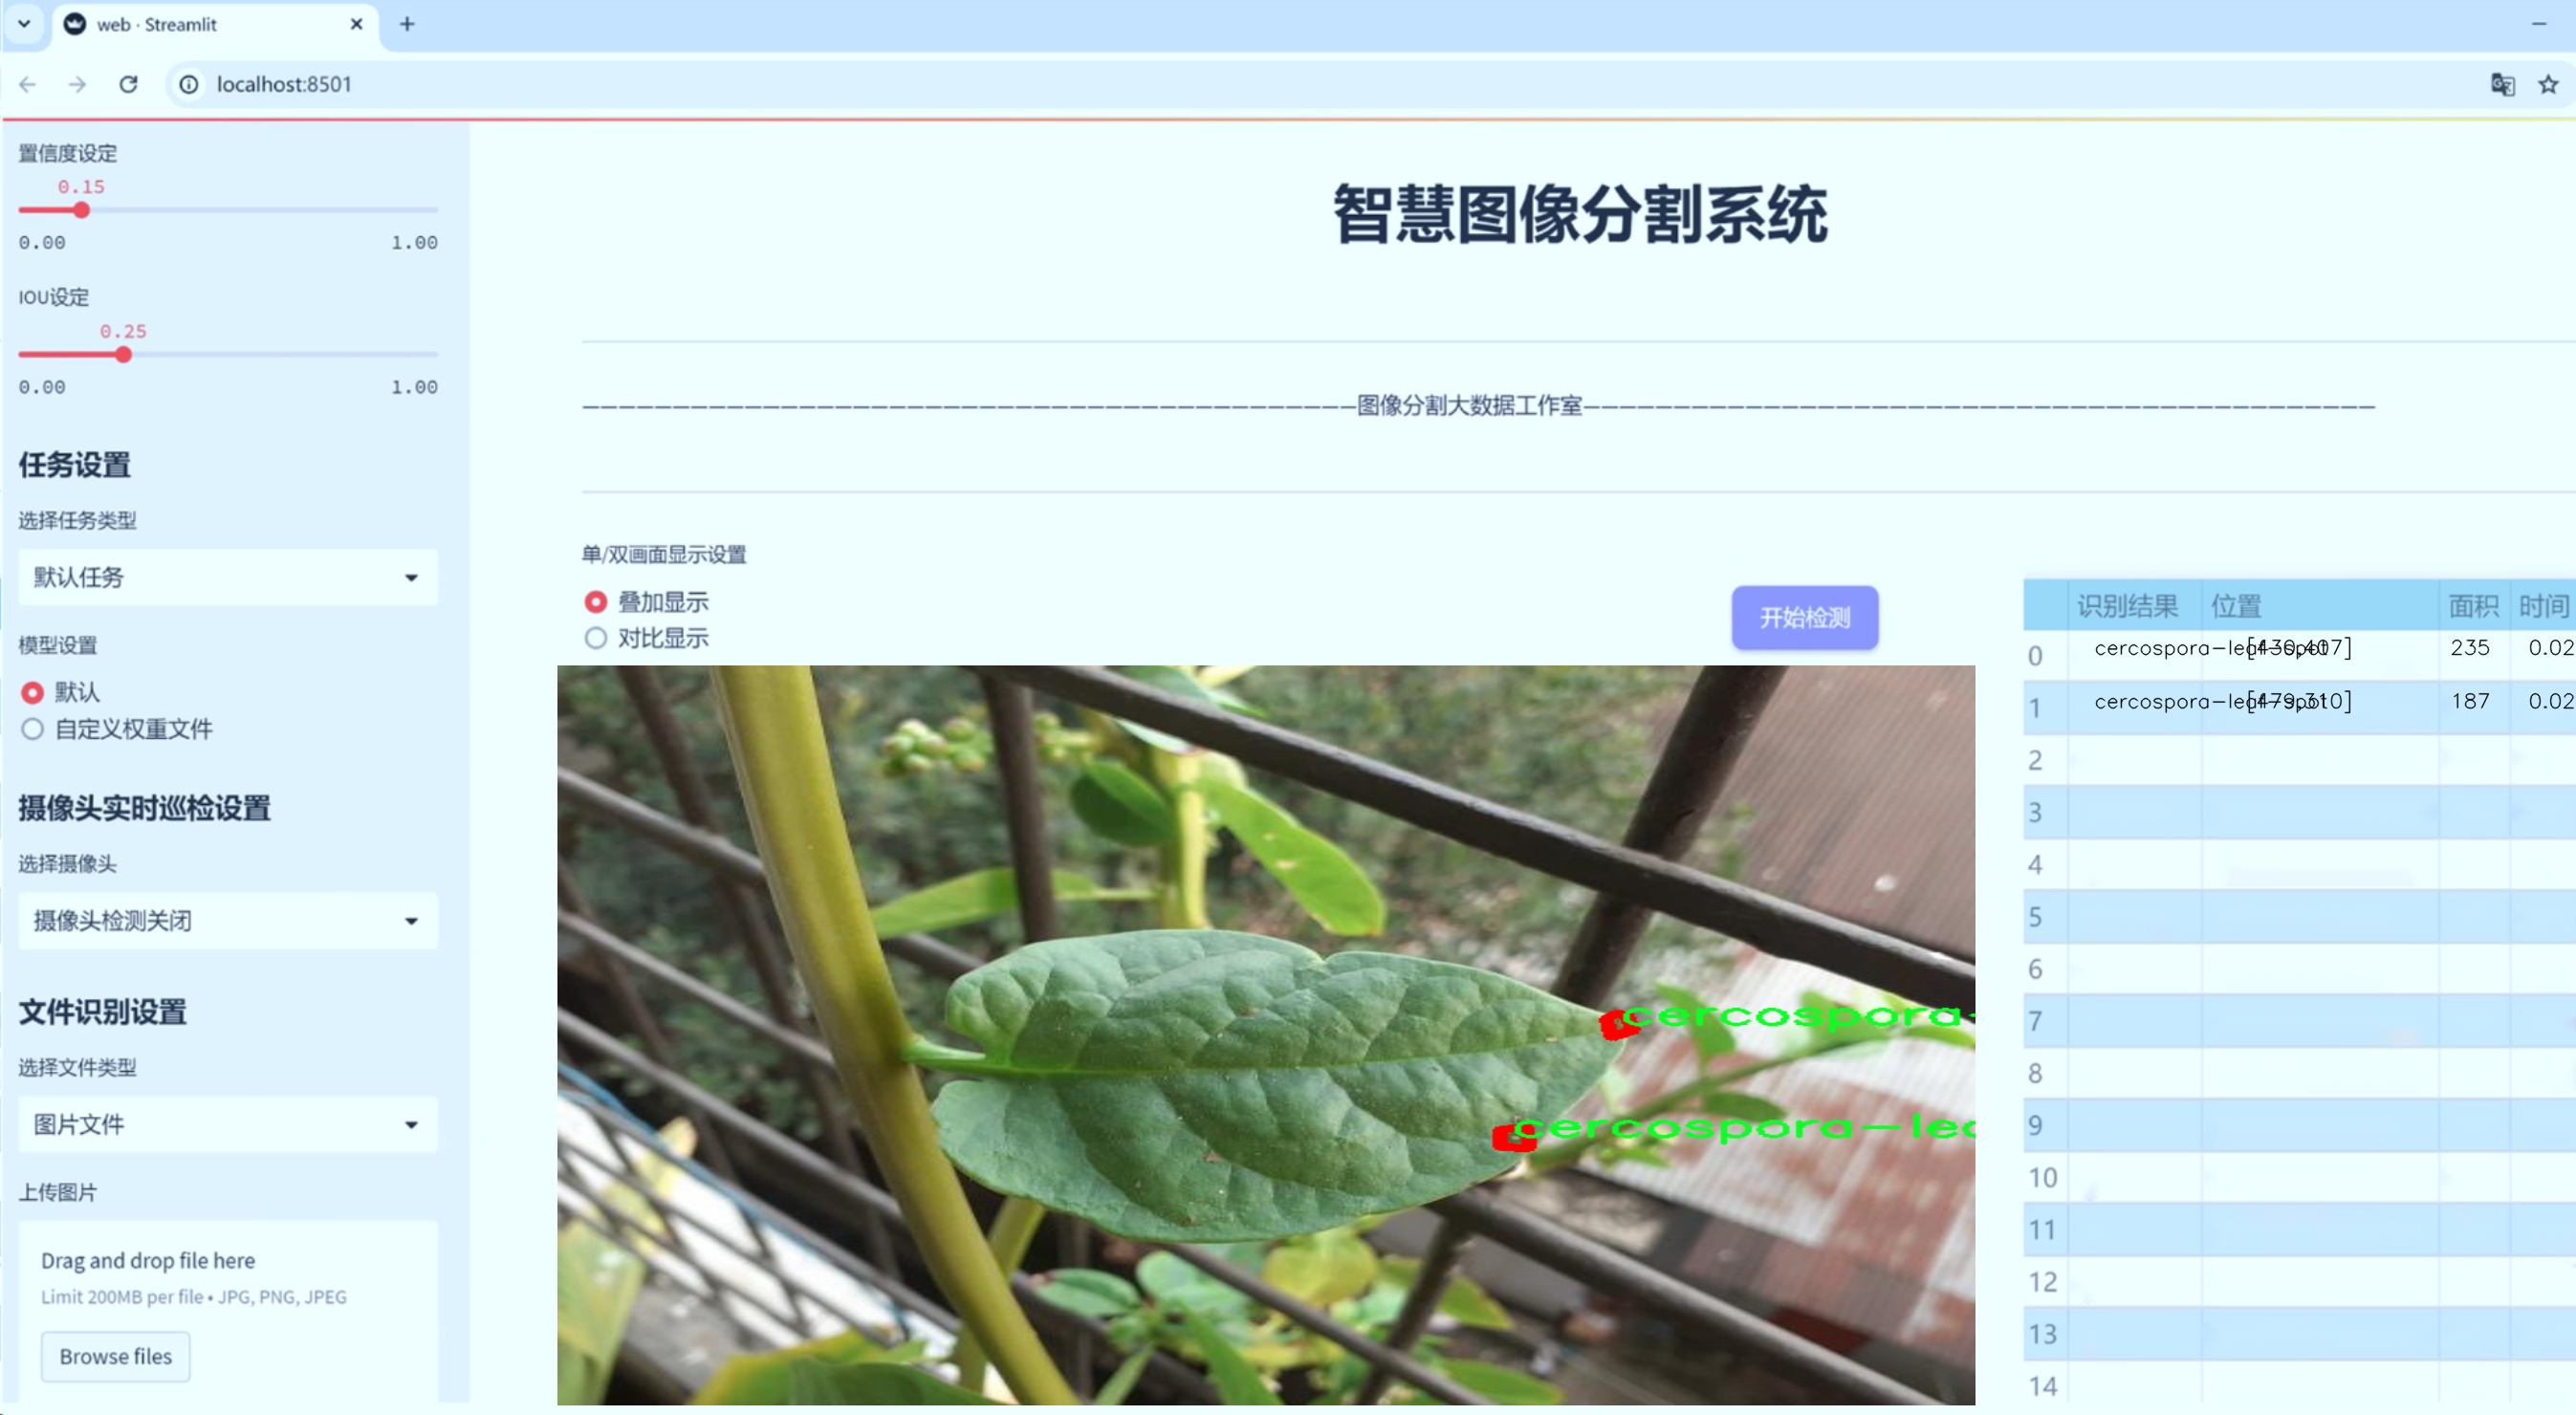 web · Streamlit
localhost:8501
置信度设定
0.15
0.00 1.00
IOU设定
0.25
0.00 1.00
任务设置
选择任务类型
默认任务
模型设置
默认
自定义权重文件
摄像头实时巡检设置
选择摄像头
摄像头检测关闭
文件识别设置
选择文件类型
图片文件
上传图片
Drag and drop file here
Limit 200MB per file • JPG, PNG, JPEG
Browse files
智慧图像分割系统
图像分割大数据工作室
单/双画面显示设置
叠加显示
对比显示
开始检测
cercospora-
cercospora-lea
识别结果 位置 面积 时间
0 cercospora-leaf-spot 235 0.02
1 cercospora-leaf-spot 187 0.02
2
3
4
5
6
7
8
9
10
11
12
13
14